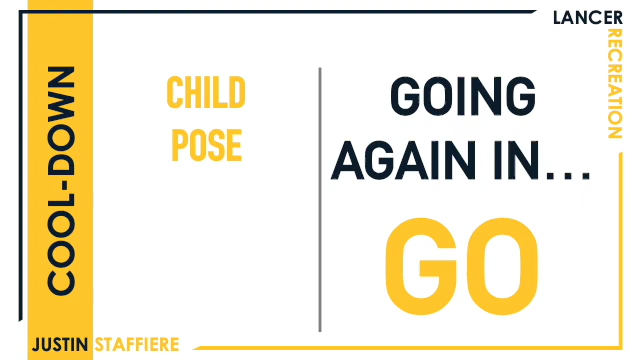 LANCER
RECREATION
COOL-DOWN
CHILD
POSE
GOING
AGAIN IN...
GO
JUSTIN STAFFIERE